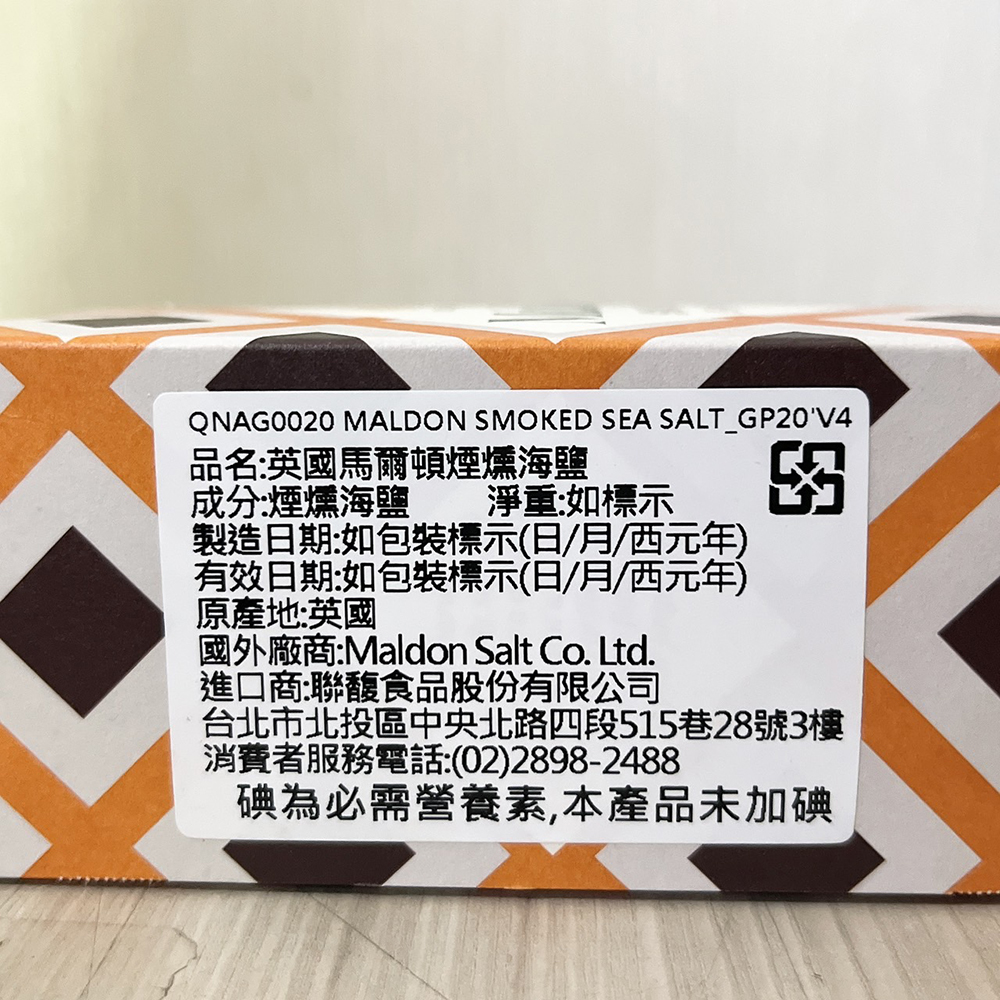 QNAG0020 MALDON SMOKED SEA SALT_GP20'V4
品名:英國馬爾頓煙燻海鹽
成分:煙燻海鹽 淨重:如標示
製造日期:如包裝標示(日/月/西元年)
有效日期:如包裝標示(日/月/西元年)
原產地:英國
國外廠商:Maldon Salt Co. Ltd.
進口商:聯馥食品股份有限公司
台北市北投區中央北路四段515巷28號3樓
消費者服務電話:(02)2898-2488
碘為必需營養素,本產品未加碘